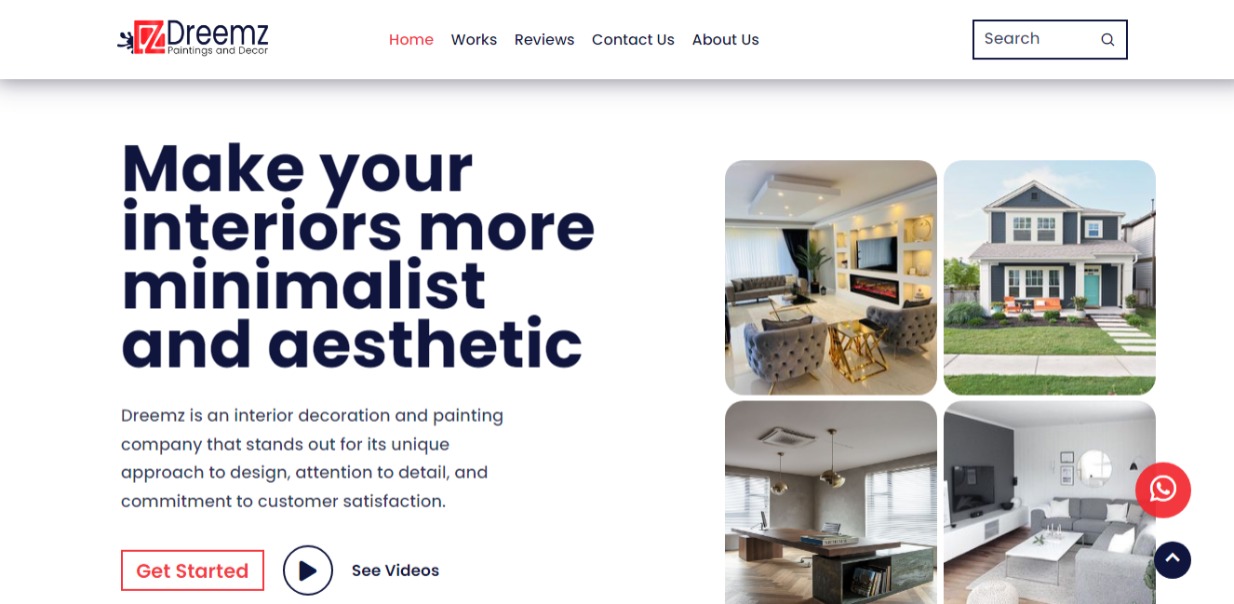 Dreemz
Paintings and Decor
Home Works Reviews Contact Us About Us
Search
Make your
interiors more
minimalist
and aesthetic
Dreemz is an interior decoration and painting
company that stands out for its unique
approach to design, attention to detail, and
commitment to customer satisfaction.
Get Started
See Videos